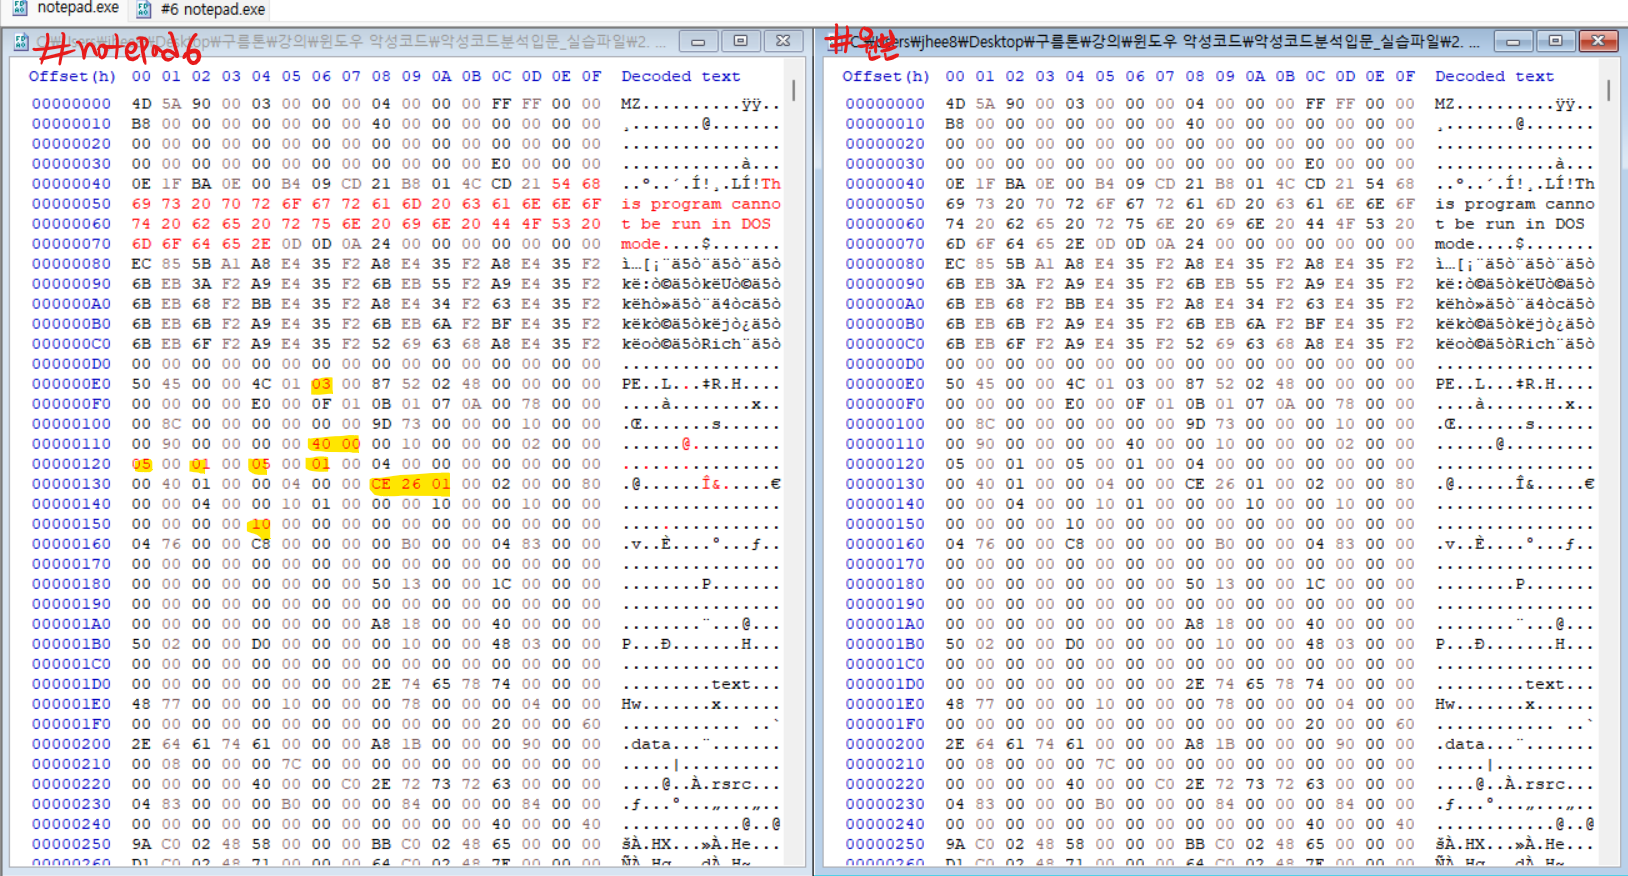 notepad.exe
#6 notepad.exe
#notepad6
Desktop₩구름톤₩강의₩윈도우 악성코드₩악성코드분석입문_실습파일₩2. ...
Offset(h) 00 01 02 03 04 05 06 07 08 09 0A 0B 0C 0D 0E 0F Decoded text
00000000 4D 5A 90 00 03 00 00 00 04 00 00 00 FF FF 00 00 MZ..........ÿÿ..
00000010 B8 00 00 00 00 00 00 00 40 00 00 00 00 00 00 00 ¸.......@.......
00000020 00 00 00 00 00 00 00 00 00 00 00 00 00 00 00 00 ................
00000030 00 00 00 00 00 00 00 00 00 00 00 00 E0 00 00 00 ............à...
00000040 0E 1F BA 0E 00 B4 09 CD 21 B8 01 4C CD 21 54 68 ..º..´.Í!¸.LÍ!Th
00000050 69 73 20 70 72 6F 67 72 61 6D 20 63 61 6E 6E 6F is program canno
00000060 74 20 62 65 20 72 75 6E 20 69 6E 20 44 4F 53 20 t be run in DOS
00000070 6D 6F 64 65 2E 0D 0D 0A 24 00 00 00 00 00 00 00 mode....$.......
00000080 EC 85 5B A1 A8 E4 35 F2 A8 E4 35 F2 A8 E4 35 F2 ì…[¡¨ä5ò¨ä5ò¨ä5ò
00000090 6B EB 3A F2 A9 E4 35 F2 6B EB 55 F2 A9 E4 35 F2 kë:ò©ä5òkëUò©ä5ò
000000A0 6B EB 68 F2 BB E4 35 F2 A8 E4 34 F2 63 E4 35 F2 këhò»ä5ò¨ä4òcä5ò
000000B0 6B EB 6B F2 A9 E4 35 F2 6B EB 6A F2 BF E4 35 F2 këkò©ä5òkëjò¿ä5ò
000000C0 6B EB 6F F2 A9 E4 35 F2 52 69 63 68 A8 E4 35 F2 këoò©ä5òRich¨ä5ò
000000D0 00 00 00 00 00 00 00 00 00 00 00 00 00 00 00 00 ................
000000E0 50 45 00 00 4C 01 03 00 87 52 02 48 00 00 00 00 PE..L...‡R.H....
000000F0 00 00 00 00 E0 00 0F 01 0B 01 07 0A 00 78 00 00 ....à........x..
00000100 00 8C 00 00 00 00 00 00 9D 73 00 00 00 10 00 00 .Œ.......s......
00000110 00 90 00 00 00 00 40 00 00 10 00 00 00 02 00 00 ......@.........
00000120 05 00 01 00 05 00 01 00 04 00 00 00 00 00 00 00 ................
00000130 00 40 01 00 00 04 00 00 CE 26 01 00 02 00 00 80 .@......Î&.....€
00000140 00 00 04 00 00 10 01 00 00 00 10 00 00 10 00 00 ................
00000150 00 00 00 00 10 00 00 00 00 00 00 00 00 00 00 00 ................
00000160 04 76 00 00 C8 00 00 00 00 B0 00 00 04 83 00 00 .v..È....°...ƒ..
00000170 00 00 00 00 00 00 00 00 00 00 00 00 00 00 00 00 ................
00000180 00 00 00 00 00 00 00 00 50 13 00 00 1C 00 00 00 ........P.......
00000190 00 00 00 00 00 00 00 00 00 00 00 00 00 00 00 00 ................
000001A0 00 00 00 00 00 00 00 00 A8 18 00 00 40 00 00 00 ........¨...@...
000001B0 50 02 00 00 D0 00 00 00 00 10 00 00 48 03 00 00 P...Ð.......H...
000001C0 00 00 00 00 00 00 00 00 00 00 00 00 00 00 00 00 ................
000001D0 00 00 00 00 00 00 00 00 2E 74 65 78 74 00 00 00 .........text...
000001E0 48 77 00 00 00 10 00 00 00 78 00 00 00 04 00 00 Hw.......x......
000001F0 00 00 00 00 00 00 00 00 00 00 00 00 20 00 00 60 ............ ..`
00000200 2E 64 61 74 61 00 00 00 A8 1B 00 00 00 90 00 00 .data...¨.......
00000210 00 08 00 00 00 7C 00 00 00 00 00 00 00 00 00 00 .....|..........
00000220 00 00 00 00 40 00 00 C0 2E 72 73 72 63 00 00 00 ....@..À.rsrc...
00000230 04 83 00 00 00 B0 00 00 00 84 00 00 00 84 00 00 .ƒ...°...„...„..
00000240 00 00 00 00 00 00 00 00 00 00 00 00 40 00 00 40 ............@..@
00000250 9A C0 02 48 58 00 00 00 BB C0 02 48 65 00 00 00 šÀ.HX...»À.He...
00000260 D1 C0 02 48 71 00 00 00 64 C0 02 48 7E 00 00 00 ÑÀ.Hq...dÀ.H~...
#원본
Users₩jhee8₩Desktop₩구름톤₩강의₩윈도우 악성코드₩악성코드분석입문_실습파일₩2. ...
Offset(h) 00 01 02 03 04 05 06 07 08 09 0A 0B 0C 0D 0E 0F Decoded text
00000000 4D 5A 90 00 03 00 00 00 04 00 00 00 FF FF 00 00 MZ..........ÿÿ..
00000010 B8 00 00 00 00 00 00 00 40 00 00 00 00 00 00 00 ¸.......@.......
00000020 00 00 00 00 00 00 00 00 00 00 00 00 00 00 00 00 ................
00000030 00 00 00 00 00 00 00 00 00 00 00 00 E0 00 00 00 ............à...
00000040 0E 1F BA 0E 00 B4 09 CD 21 B8 01 4C CD 21 54 68 ..º..´.Í!¸.LÍ!Th
00000050 69 73 20 70 72 6F 67 72 61 6D 20 63 61 6E 6E 6F is program canno
00000060 74 20 62 65 20 72 75 6E 20 69 6E 20 44 4F 53 20 t be run in DOS
00000070 6D 6F 64 65 2E 0D 0D 0A 24 00 00 00 00 00 00 00 mode....$.......
00000080 EC 85 5B A1 A8 E4 35 F2 A8 E4 35 F2 A8 E4 35 F2 ì…[¡¨ä5ò¨ä5ò¨ä5ò
00000090 6B EB 3A F2 A9 E4 35 F2 6B EB 55 F2 A9 E4 35 F2 kë:ò©ä5òkëUò©ä5ò
000000A0 6B EB 68 F2 BB E4 35 F2 A8 E4 34 F2 63 E4 35 F2 këhò»ä5ò¨ä4òcä5ò
000000B0 6B EB 6B F2 A9 E4 35 F2 6B EB 6A F2 BF E4 35 F2 këkò©ä5òkëjò¿ä5ò
000000C0 6B EB 6F F2 A9 E4 35 F2 52 69 63 68 A8 E4 35 F2 këoò©ä5òRich¨ä5ò
000000D0 00 00 00 00 00 00 00 00 00 00 00 00 00 00 00 00 ................
000000E0 50 45 00 00 4C 01 03 00 87 52 02 48 00 00 00 00 PE..L...‡R.H....
000000F0 00 00 00 00 E0 00 0F 01 0B 01 07 0A 00 78 00 00 ....à........x..
00000100 00 8C 00 00 00 00 00 00 9D 73 00 00 00 10 00 00 .Œ.......s......
00000110 00 90 00 00 00 00 40 00 00 10 00 00 00 02 00 00 ......@.........
00000120 05 00 01 00 05 00 01 00 04 00 00 00 00 00 00 00 ................
00000130 00 40 01 00 00 04 00 00 CE 26 01 00 02 00 00 80 .@......Î&.....€
00000140 00 00 04 00 00 10 01 00 00 00 10 00 00 10 00 00 ................
00000150 00 00 00 00 10 00 00 00 00 00 00 00 00 00 00 00 ................
00000160 04 76 00 00 C8 00 00 00 00 B0 00 00 04 83 00 00 .v..È....°...ƒ..
00000170 00 00 00 00 00 00 00 00 00 00 00 00 00 00 00 00 ................
00000180 00 00 00 00 00 00 00 00 50 13 00 00 1C 00 00 00 ........P.......
00000190 00 00 00 00 00 00 00 00 00 00 00 00 00 00 00 00 ................
000001A0 00 00 00 00 00 00 00 00 A8 18 00 00 40 00 00 00 ........¨...@...
000001B0 50 02 00 00 D0 00 00 00 00 10 00 00 48 03 00 00 P...Ð.......H...
000001C0 00 00 00 00 00 00 00 00 00 00 00 00 00 00 00 00 ................
000001D0 00 00 00 00 00 00 00 00 2E 74 65 78 74 00 00 00 .........text...
000001E0 48 77 00 00 00 10 00 00 00 78 00 00 00 04 00 00 Hw.......x......
000001F0 00 00 00 00 00 00 00 00 00 00 00 00 20 00 00 60 ............ ..`
00000200 2E 64 61 74 61 00 00 00 A8 1B 00 00 00 90 00 00 .data...¨.......
00000210 00 08 00 00 00 7C 00 00 00 00 00 00 00 00 00 00 .....|..........
00000220 00 00 00 00 40 00 00 C0 2E 72 73 72 63 00 00 00 ....@..À.rsrc...
00000230 04 83 00 00 00 B0 00 00 00 84 00 00 00 84 00 00 .ƒ...°...„...„..
00000240 00 00 00 00 00 00 00 00 00 00 00 00 40 00 00 40 ............@..@
00000250 9A C0 02 48 58 00 00 00 BB C0 02 48 65 00 00 00 šÀ.HX...»À.He...
00000260 D1 C0 02 48 71 00 00 00 64 C0 02 48 7E 00 00 00 ÑÀ.Hq...dÀ.H~...